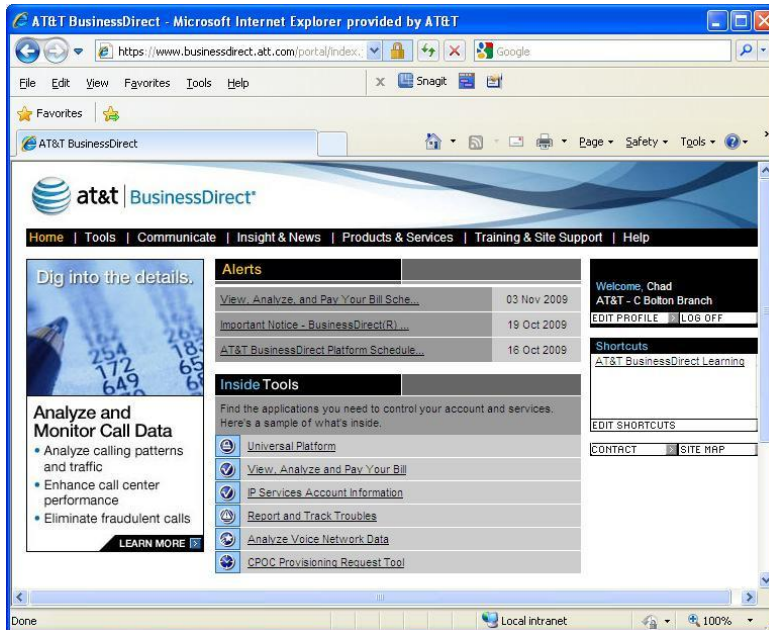 AT&T BusinessDirect - Microsoft Internet Explorer provided by AT&T
https://www.businessdirect.att.com/portal/index.
Google
File Edit View Favorites Tools Help
x Snagit
Favorites
AT&T BusinessDirect
Page Safety Tools
at&t BusinessDirect®
Home | Tools | Communicate | Insight & News | Products & Services | Training & Site Support | Help
Dig into the details.
254
172
649
183
65
Analyze and
Monitor Call Data
• Analyze calling patterns
and traffic
• Enhance call center
performance
• Eliminate fraudulent calls
LEARN MORE
Alerts
View, Analyze, and Pay Your Bill Sche... 03 Nov 2009
Important Notice - BusinessDirect(R) ... 19 Oct 2009
AT&T BusinessDirect Platform Schedule... 16 Oct 2009
Inside Tools
Find the applications you need to control your account and services.
Here's a sample of what's inside.
Universal Platform
View, Analyze and Pay Your Bill
IP Services Account Information
Report and Track Troubles
Analyze Voice Network Data
CPOC Provisioning Request Tool
Welcome, Chad
AT&T - C Bolton Branch
EDIT PROFILE LOG OFF
Shortcuts
AT&T BusinessDirect Learning
EDIT SHORTCUTS
CONTACT SITE MAP
Done Local intranet 100%